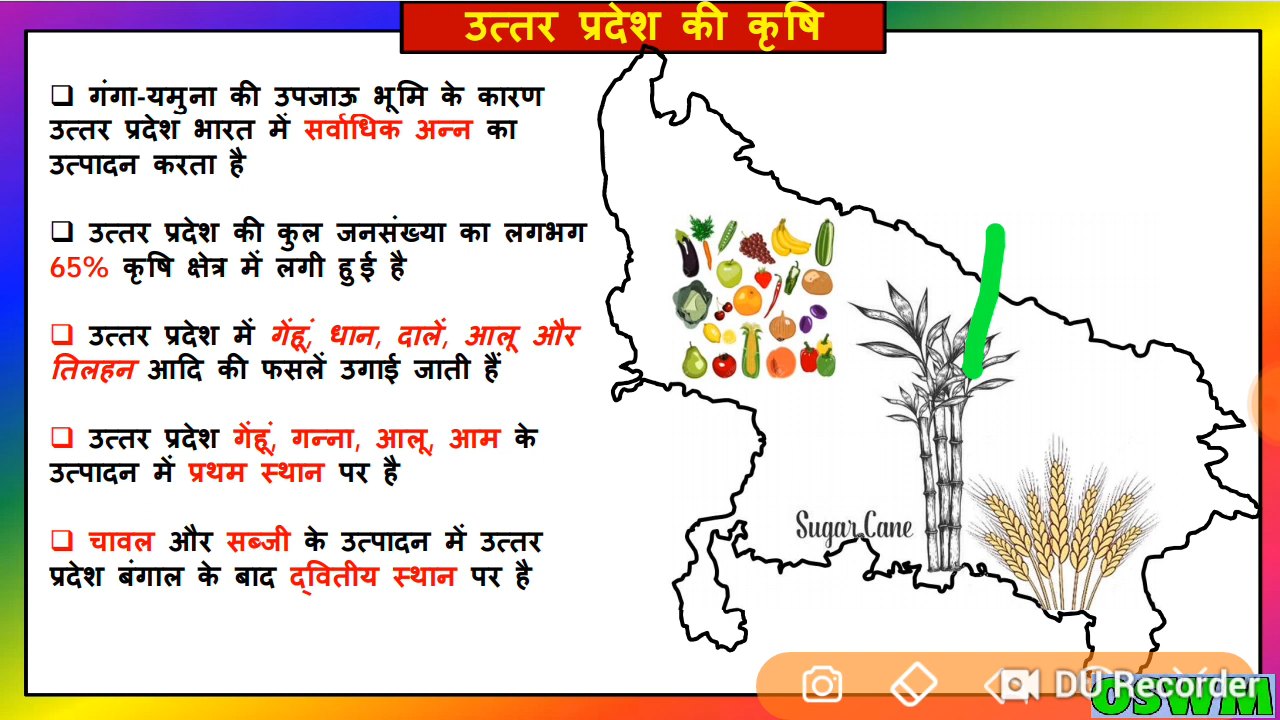 उत्तर प्रदेश की कृषि
❑ गंगा-यमुना की उपजाऊ भूमि के कारण
उत्तर प्रदेश भारत में सर्वाधिक अन्न का
उत्पादन करता है
❑ उत्तर प्रदेश की कुल जनसंख्या का लगभग
65% कृषि क्षेत्र में लगी हुई है
❑ उत्तर प्रदेश में गेंहूं, धान, दालें, आलू और
तिलहन आदि की फसलें उगाई जाती हैं
❑ उत्तर प्रदेश गेंहूं, गन्ना, आलू, आम के
उत्पादन में प्रथम स्थान पर है
❑ चावल और सब्जी के उत्पादन में उत्तर
प्रदेश बंगाल के बाद द्वितीय स्थान पर है
Sugar Cane
DU Recorder
OSWM